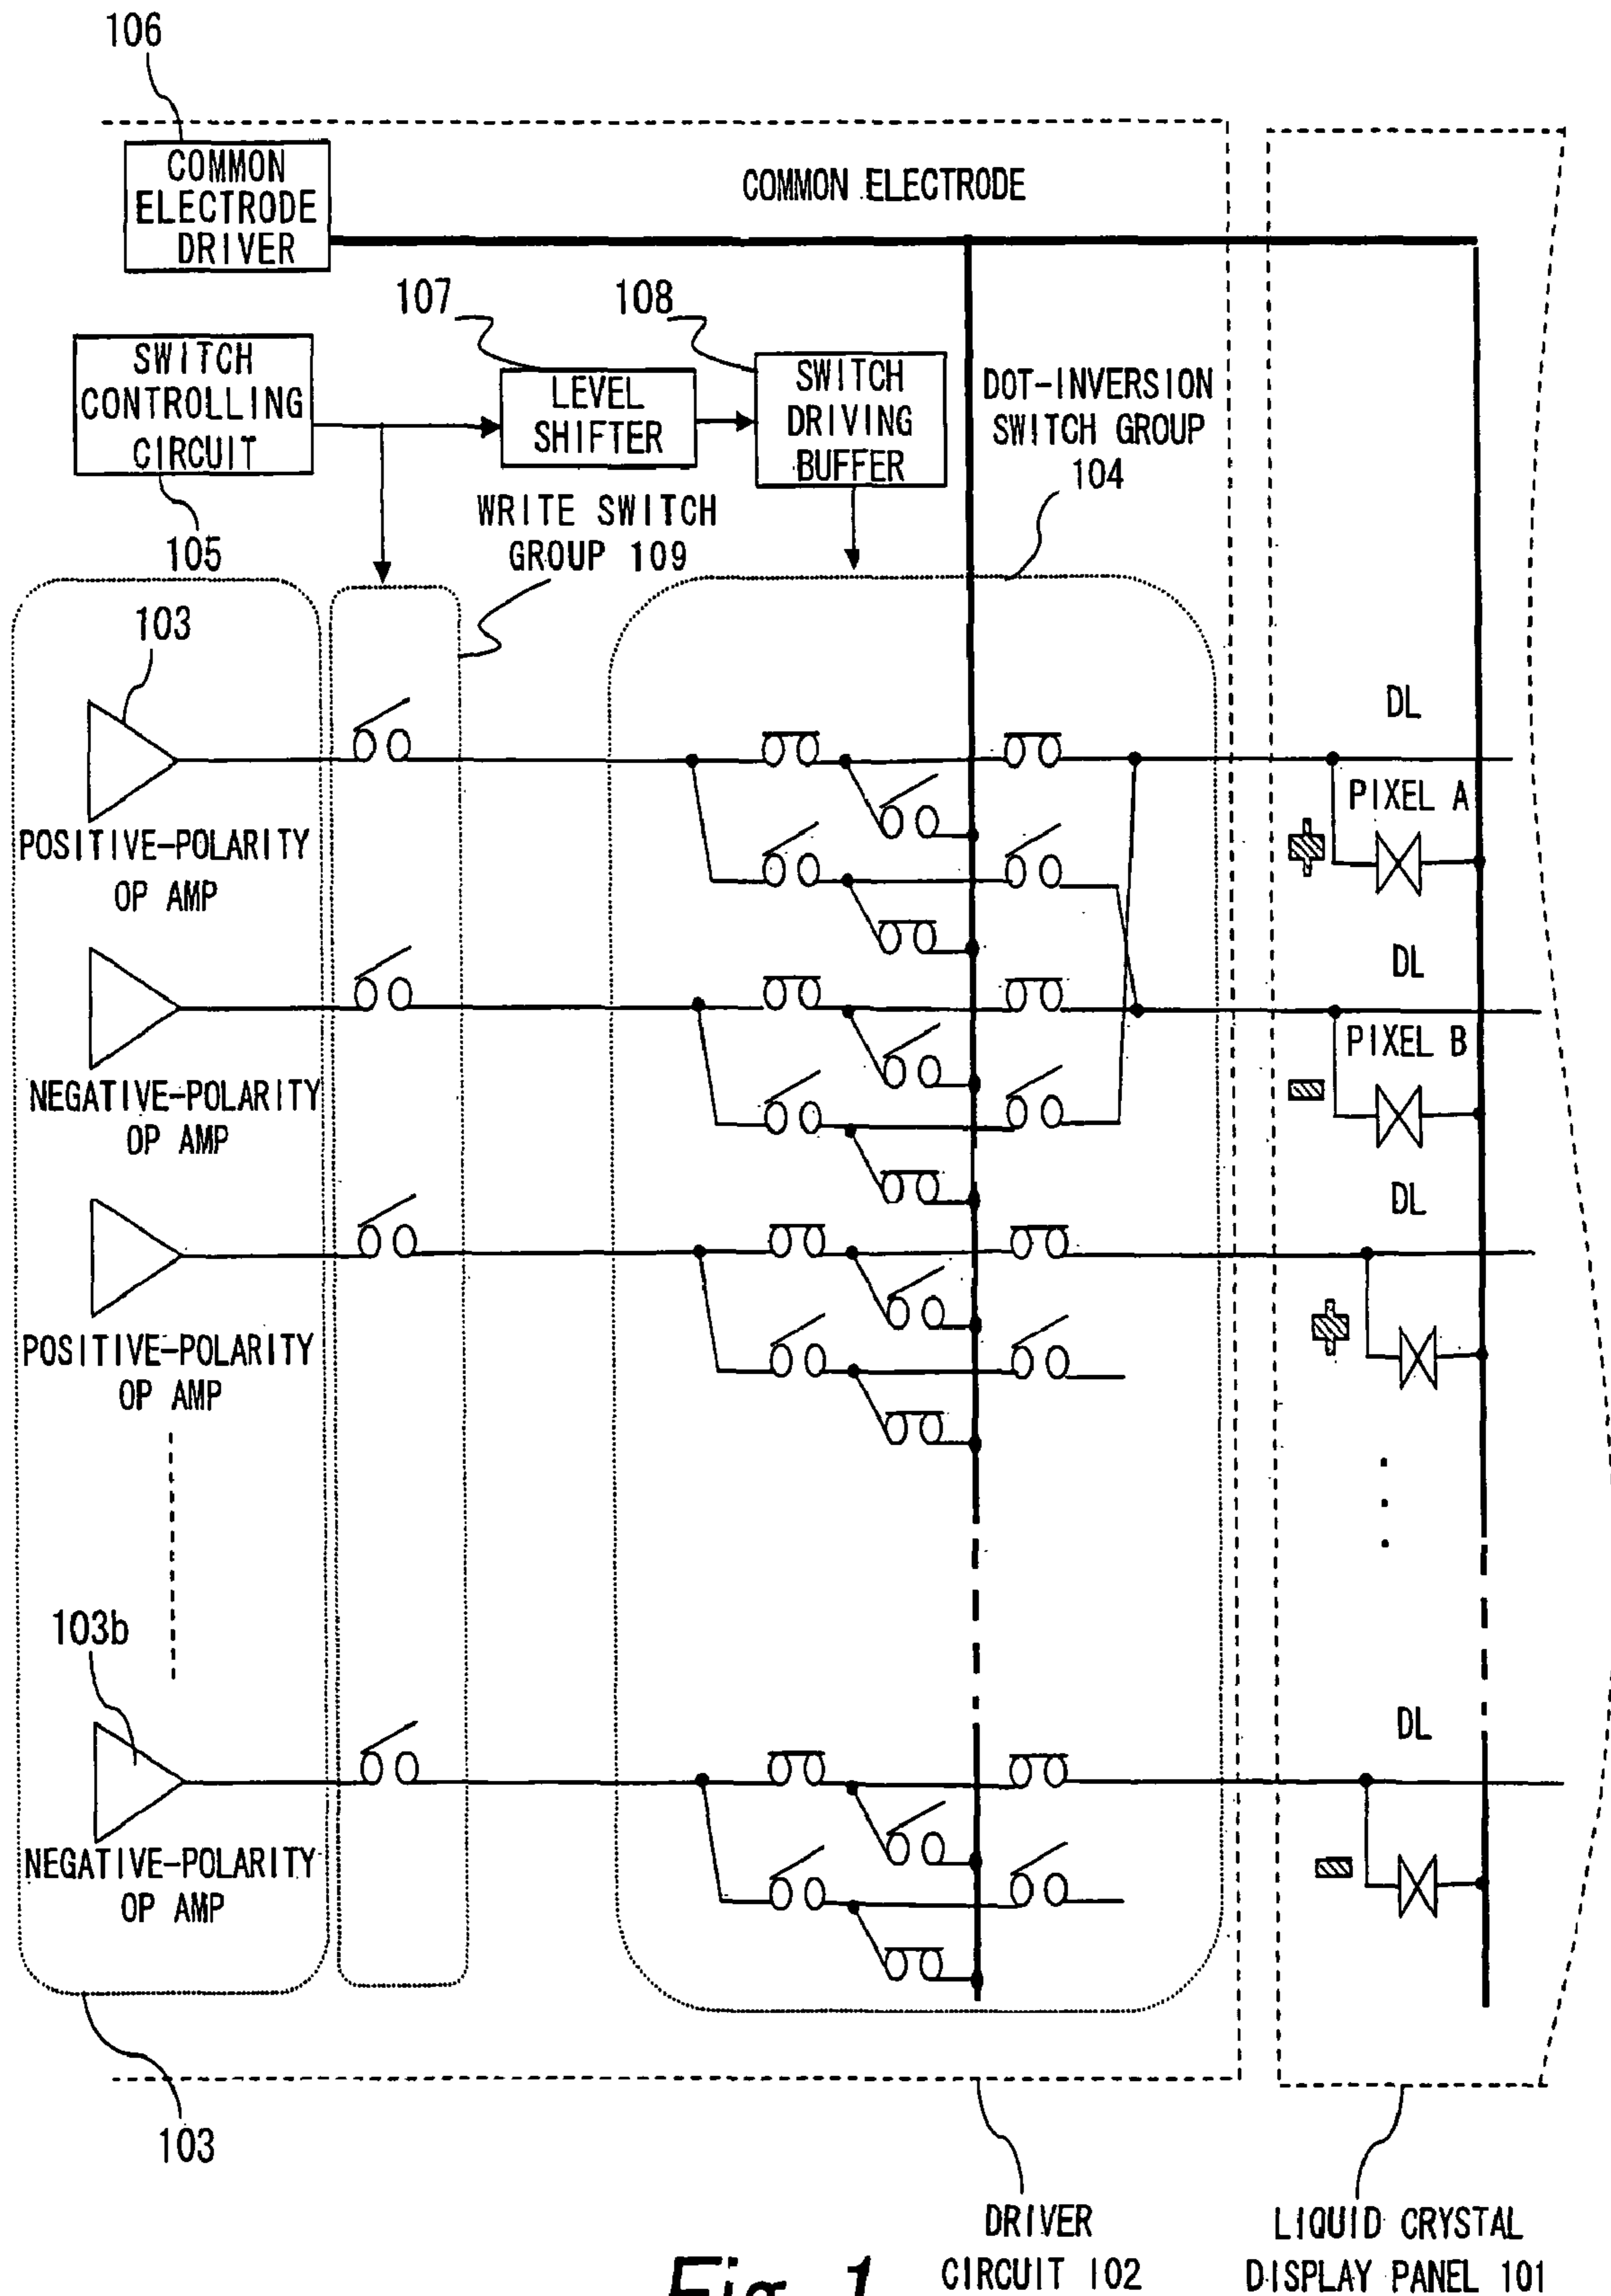 106
COMMON
ELECTRODE
DRIVER
COMMON ELECTRODE
107
108
SWITCH
CONTROLLING
CIRCUIT
LEVEL
SHIFTER
SWITCH
DRIVING
BUFFER
DOT-INVERSION
SWITCH GROUP
104
WRITE SWITCH
GROUP 109
105
103
DL
PIXEL A
POSITIVE-POLARITY
OP AMP
DL
PIXEL B
NEGATIVE-POLARITY
OP AMP
DL
POSITIVE-POLARITY
OP AMP
103b
DL
NEGATIVE-POLARITY
OP AMP
103
DRIVER
CIRCUIT 102
LIQUID CRYSTAL
DISPLAY PANEL 101
Fig. 1